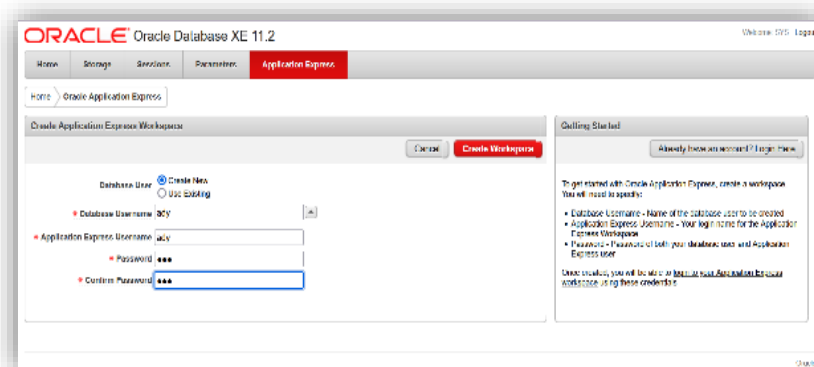 ORACLE Oracle Database XE 11.2
Welcome: SYS Logou
Home Storage Sessions Parameters Application Express
Home Oracle Application Express
Create Application Express Workspace
Cancel Create Workspace
Database User Create New
Use Existing
* Database Username ady
* Application Express Username ady
* Password ●●●
* Confirm Password ●●●
Getting Started
Already have an account? Login Here
To get started with Oracle Application Express, create a workspace
You will need to specify:
• Database Username - Name of the database user to be created
• Application Express Username - Your login name for the Application
Express Workspace
• Password - Password of both your database user and Application
Express user
Once created, you will be able to login to your Application Express
workspace using these credentials